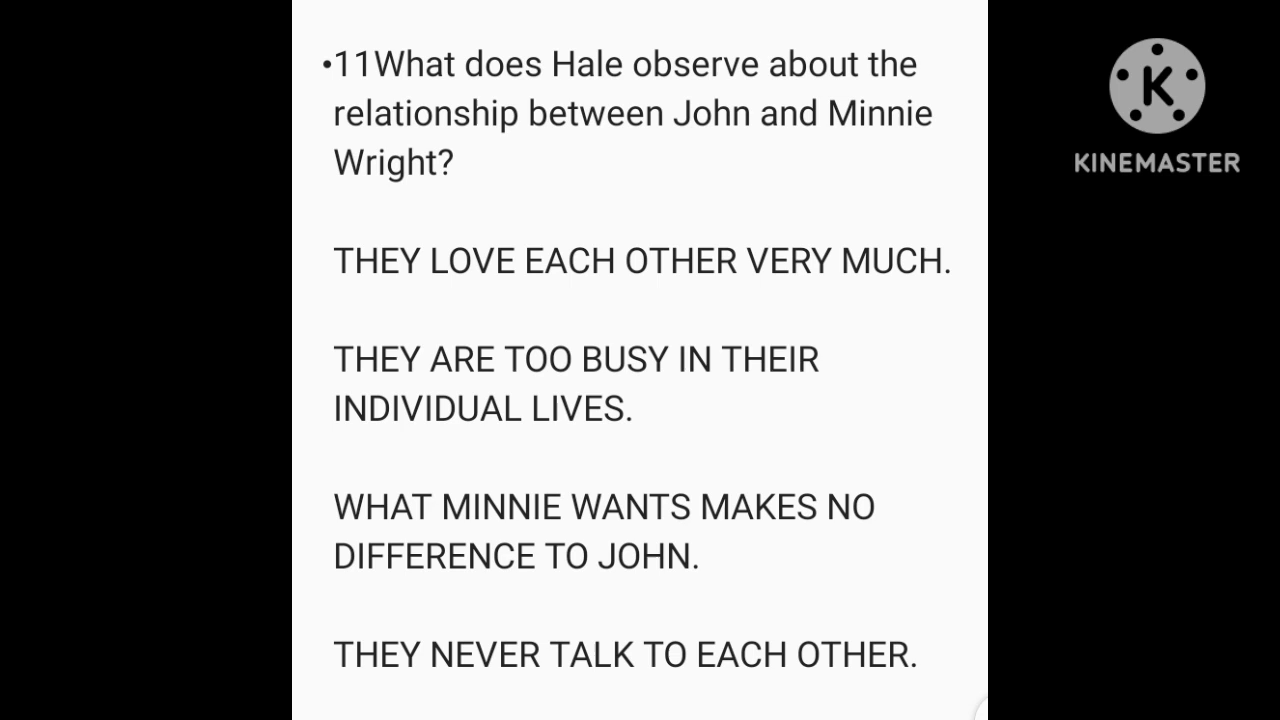 •11What does Hale observe about the
relationship between John and Minnie
Wright?
THEY LOVE EACH OTHER VERY MUCH.
THEY ARE TOO BUSY IN THEIR
INDIVIDUAL LIVES.
WHAT MINNIE WANTS MAKES NO
DIFFERENCE TO JOHN.
THEY NEVER TALK TO EACH OTHER.
K
KINEMASTER